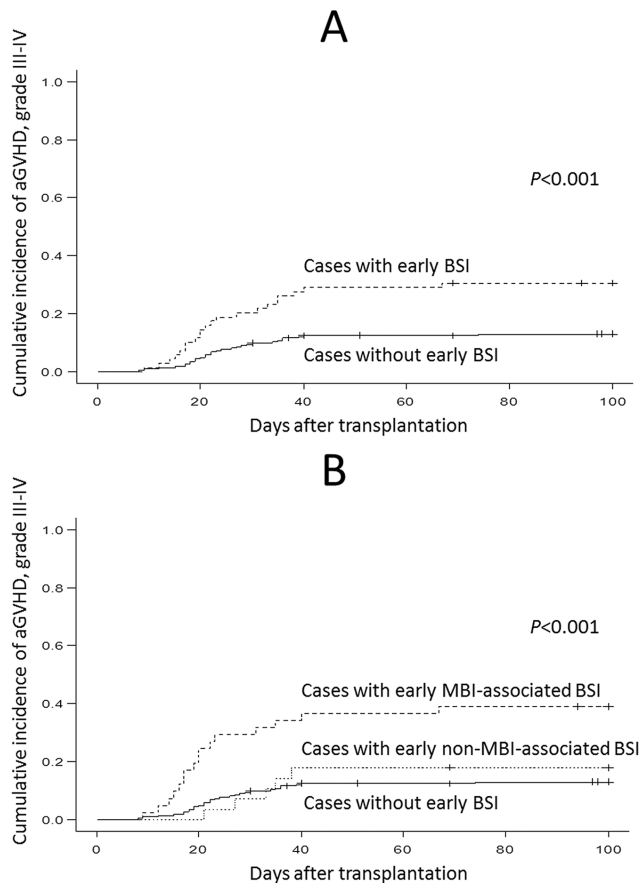 A
Cumulative incidence of aGVHD, grade III-IV
1.0
0.8
P<0.001
0.6
0.4
Cases with early BSI
0.2
Cases without early BSI
0.0
0 20 40 60 80 100
Days after transplantation
B
Cumulative incidence of aGVHD, grade III-IV
1.0
0.8
P<0.001
0.6
Cases with early MBI-associated BSI
0.4
Cases with early non-MBI-associated BSI
0.2
Cases without early BSI
0.0
0 20 40 60 80 100
Days after transplantation